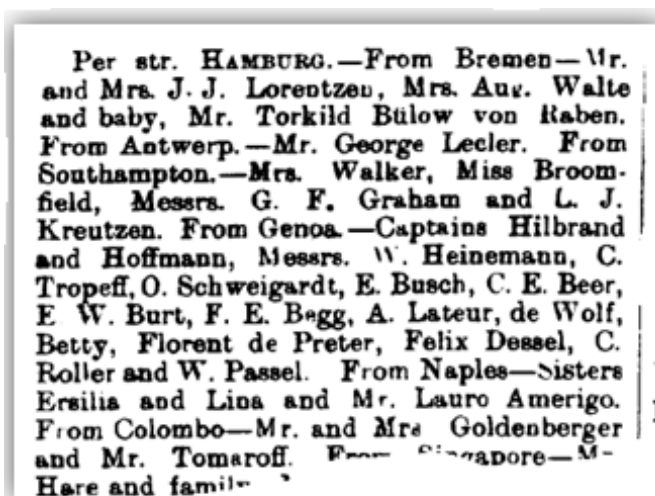 Per str. HAMBURG.—From Bremen—Mr.
and Mrs. J. J. Lorentzen, Mrs. Aug. Walte
and baby, Mr. Torkild Bülow von Raben.
From Antwerp.—Mr. George Lecler. From
Southampton.—Mrs. Walker, Miss Broom-
field, Messrs. G. F. Graham and L. J.
Kreutzen. From Genoa—Captains Hilbrand
and Hoffmann, Messrs. W. Heinemann, C.
Tropeff, O. Schweigardt, E. Busch, C. E. Beer,
E. W. Burt, F. E. Begg, A. Lateur, de Wolf,
Betty, Florent de Preter, Felix Dessel, C.
Roller and W. Passel. From Naples—Sisters
Ersilia and Lina and Mr. Lauro Amerigo.
From Colombo—Mr. and Mrs Goldenberger
and Mr. Tomaroff. From Singapore—
Hare and family